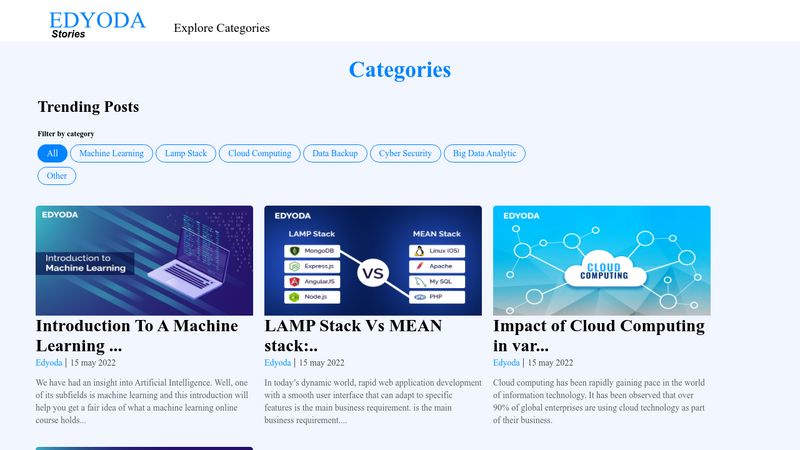 EDYODA
Stories
Explore Categories
Categories
Trending Posts
Filter by category
All Machine Learning Lamp Stack Cloud Computing Data Backup Cyber Security Big Data Analytic
Other
EDYODA
Introduction to
Machine Learning
EDYODA
LAMP Stack MEAN Stack
MongoDB Linux (OS)
Express.js Apache
VS
AngularJS My SQL
Node.js PHP
EDYODA
CLOUD
COMPUTING
Introduction To A Machine
Learning ...
Edyoda | 15 may 2022
We have had an insight into Artificial Intelligence. Well, one
of its subfields is machine learning and this introduction will
help you get a fair idea of what a machine learning online
course holds...
LAMP Stack Vs MEAN
stack:..
Edyoda | 15 may 2022
In today's dynamic world, rapid web application development
with a smooth user interface that can adapt to specific
features is the main business requirement. is the main
business requirement....
Impact of Cloud Computing
in var...
Edyoda | 15 may 2022
Cloud computing has been rapidly gaining pace in the world
of information technology. It has been observed that over
90% of global enterprises are using cloud technology as part
of their business.